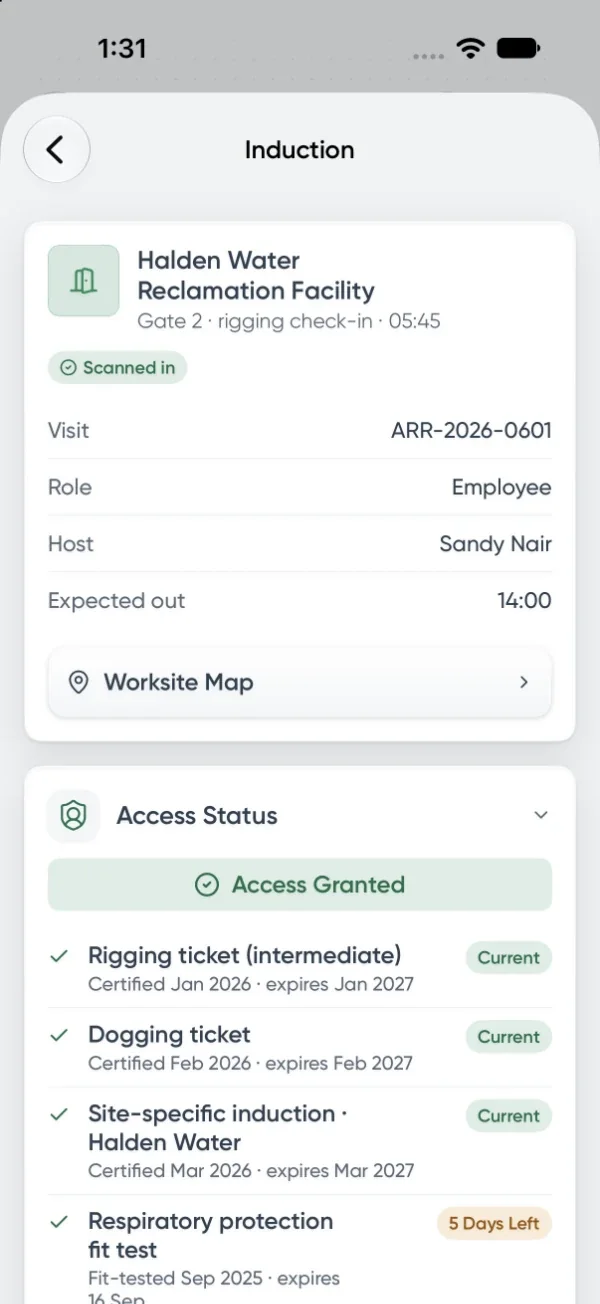 1:31
Induction
Halden Water
Reclamation Facility
Gate 2 · rigging check-in · 05:45
Scanned in
Visit ARR-2026-0601
Role Employee
Host Sandy Nair
Expected out 14:00
Worksite Map
Access Status
Access Granted
Rigging ticket (intermediate) Current
Certified Jan 2026 · expires Jan 2027
Dogging ticket Current
Certified Feb 2026 · expires Feb 2027
Site-specific induction · Current
Halden Water
Certified Mar 2026 · expires Mar 2027
Respiratory protection 5 Days Left
fit test
Fit-tested Sep 2025 · expires
16 Sep